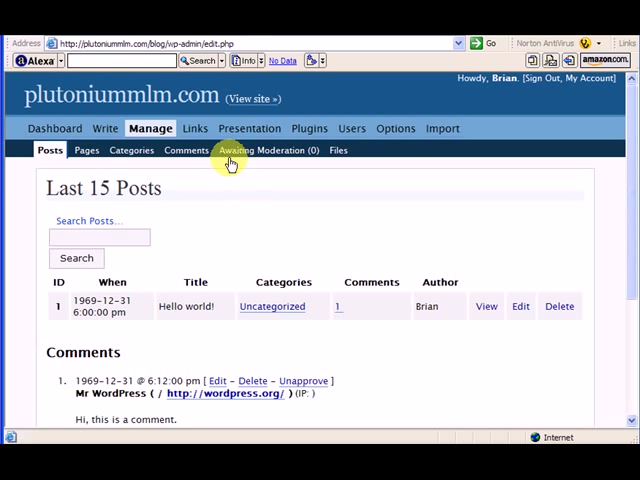 Address http://plutoniummlm.com/blog/wp-admin/edit.php Go Norton AntiVirus Links
Alexa Search Info No Data amazon.com
Howdy, Brian. [Sign Out, My Account]
plutoniummlm.com (View site »)
Dashboard Write Manage Links Presentation Plugins Users Options Import
Posts Pages Categories Comments Awaiting Moderation (0) Files
Last 15 Posts
Search Posts...
Search
ID When Title Categories Comments Author
1 1969-12-31 6:00:00 pm Hello world! Uncategorized 1 Brian View Edit Delete
Comments
1. 1969-12-31 @ 6:12:00 pm [ Edit - Delete - Unapprove ]
Mr WordPress ( / http://wordpress.org/ ) (IP: )
Hi, this is a comment.
Internet